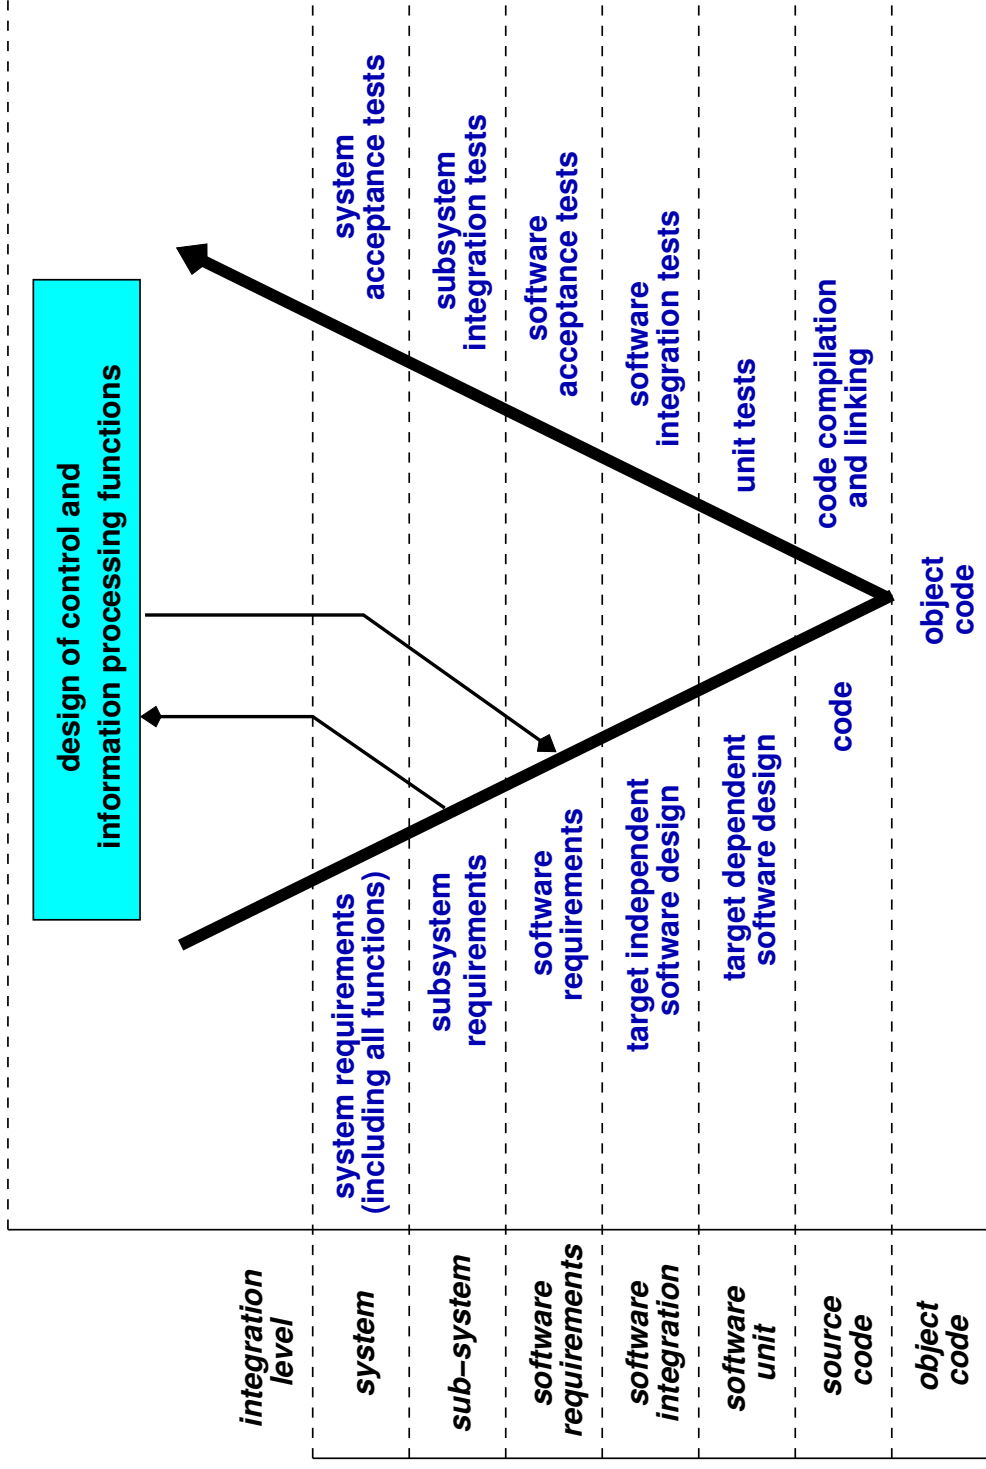 design of control and
information processing functions
integration
level
system
system requirements
(including all functions)
system
acceptance tests
sub-system
subsystem
requirements
subsystem
integration tests
software
requirements
software
requirements
software
acceptance tests
software
integration
target independent
software design
software
integration tests
software
unit
target dependent
software design
unit tests
source
code
code
code compilation
and linking
object
code
object
code